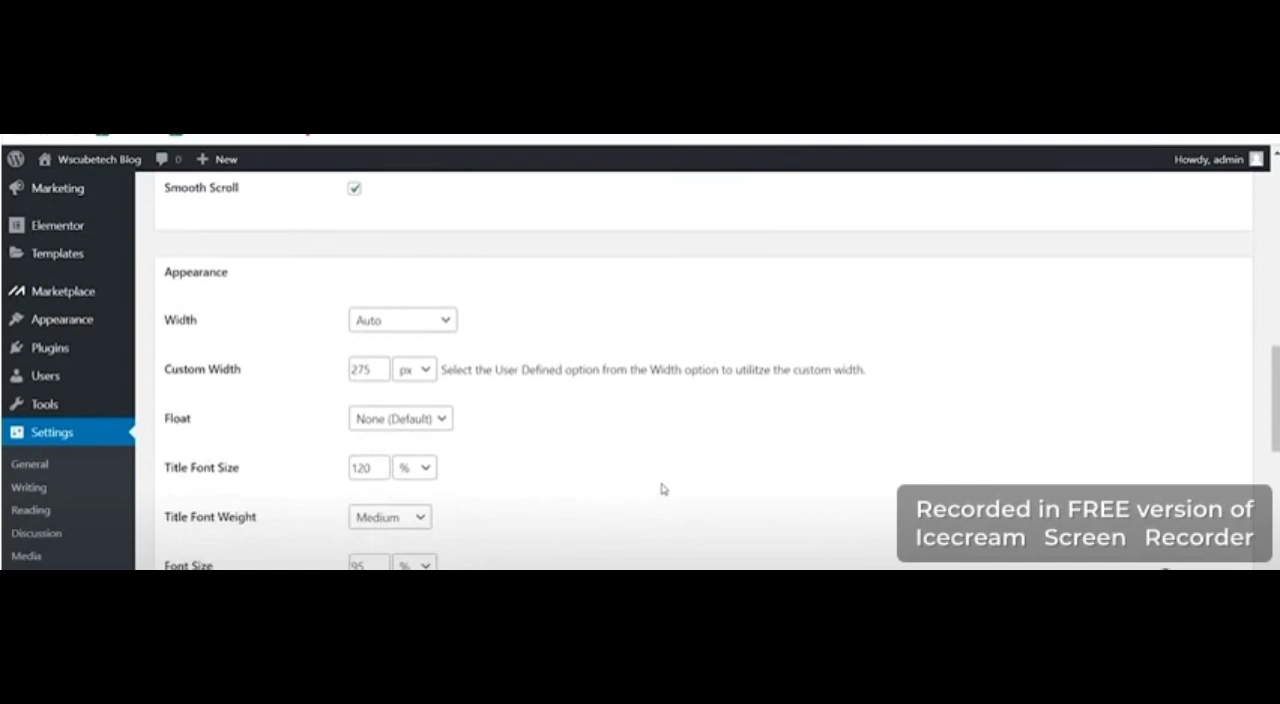 Wscubetech Blog 0 New Howdy, admin
Marketing
Elementor
Templates
Marketplace
Appearance
Plugins
Users
Tools
Settings
General
Writing
Reading
Discussion
Media
Smooth Scroll
Appearance
Width Auto
Custom Width 275 px Select the User Defined option from the Width option to utilitze the custom width.
Float None (Default)
Title Font Size 120 %
Title Font Weight Medium
Font Size 95 %
Recorded in FREE version of
Icecream Screen Recorder